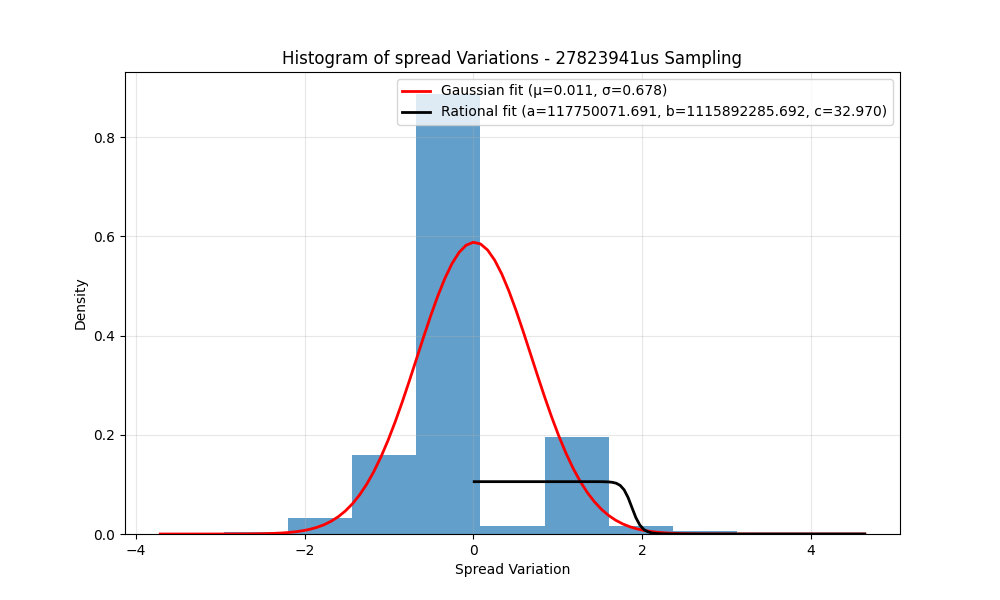 Histogram of spread Variations - 27823941us Sampling
Gaussian fit (μ=0.011, σ=0.678)
Rational fit (a=117750071.691, b=1115892285.692, c=32.970)
Density
0.8
0.6
0.4
0.2
0.0
−4
−2
0
2
4
Spread Variation